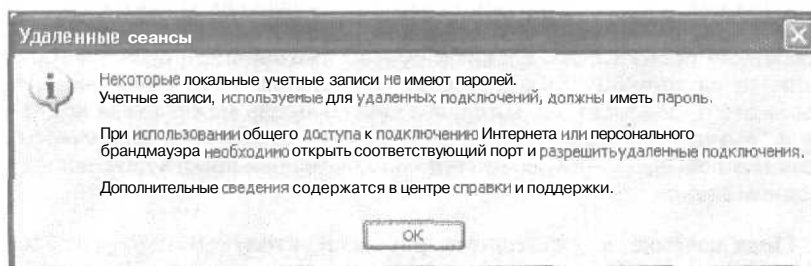 Удаленные сеансы
Некоторые локальные учетные записи не имеют паролей.
Учетные записи, используемые для удаленных подключений, должны иметь пароль.
При использовании общего доступа к подключению Интернета или персонального
брандмауэра необходимо открыть соответствующий порт и разрешить удаленные подключения.
Дополнительные сведения содержатся в центре справки и поддержки.
OK